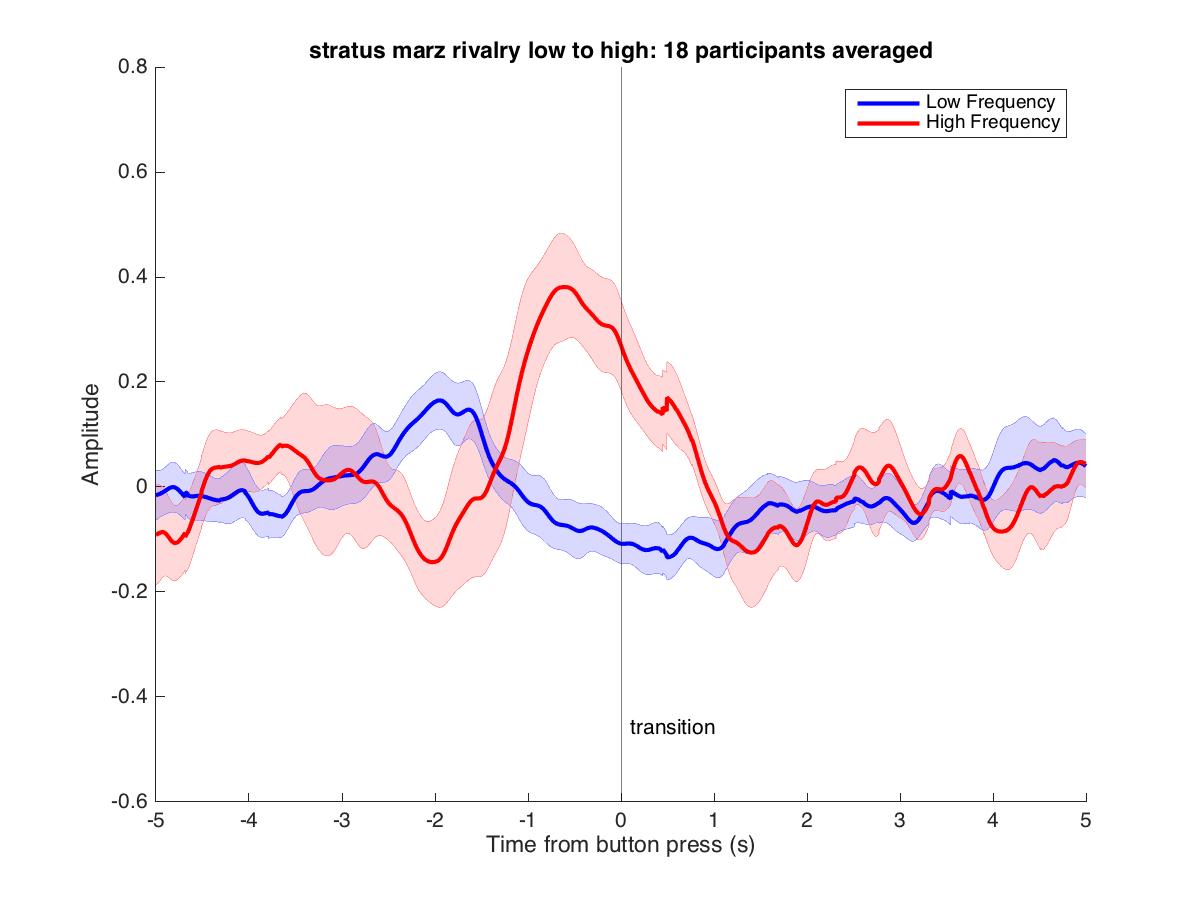 stratus marz rivalry low to high: 18 participants averaged
Low Frequency
High Frequency
Amplitude
0.8
0.6
0.4
0.2
0
-0.2
-0.4
-0.6
transition
-5 -4 -3 -2 -1 0 1 2 3 4 5
Time from button press (s)